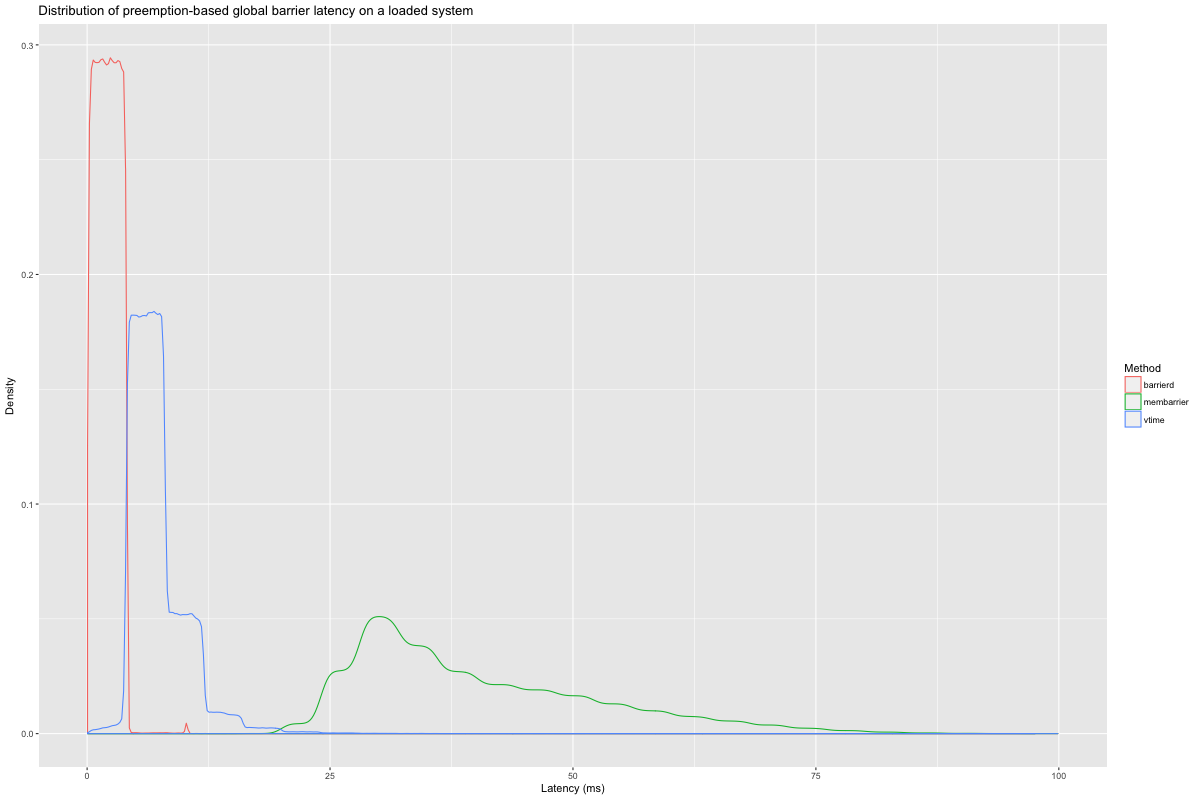 Distribution of preemption-based global barrier latency on a loaded system
0.3
0.2
0.1
0.0
Density
0
25
50
75
100
Latency (ms)
Method
barrierd
membarrier
vtime